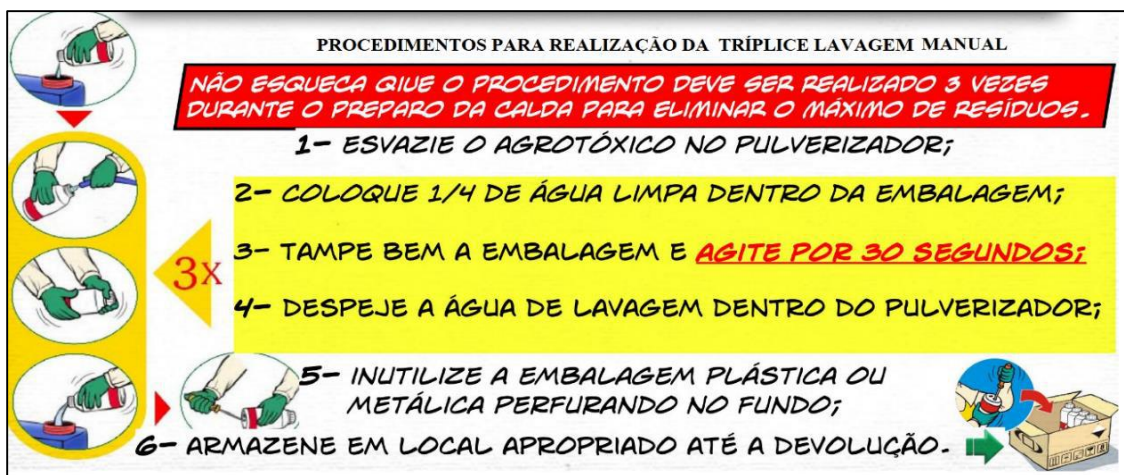 PROCEDIMENTOS PARA REALIZAÇÃO DA TRÍPLICE LAVAGEM MANUAL
NÃO ESQUECA QIUE O PROCEDIMENTO DEVE SER REALIZADO 3 VEZES
DURANTE O PREPARO DA CALDA PARA ELIMINAR O MÁXIMO DE RESÍDUOS.
1- ESVAZIE O AGROTÓXICO NO PULVERIZADOR;
2- COLOQUE 1/4 DE ÁGUA LIMPA DENTRO DA EMBALAGEM;
3- TAMPE BEM A EMBALAGEM E AGITE POR 30 SEGUNDOS;
3X
4- DESPEJE A ÁGUA DE LAVAGEM DENTRO DO PULVERIZADOR;
5- INUTILIZE A EMBALAGEM PLÁSTICA OU
METÁLICA PERFURANDO NO FUNDO;
6- ARMAZENE EM LOCAL APROPRIADO ATÉ A DEVOLUÇÃO.